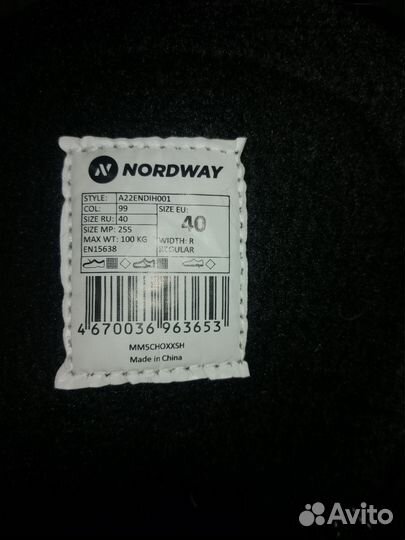 NORDWAY
STYLE: A22ENDIH001
COL: 99 SIZE EU:
SIZE RU: 40 40
SIZE MP: 255
MAX WT: 100 KG WIDTH: R
EN15638 REGULAR
4 670036 963653
MM5CHOXXSH
Made in China
Avito